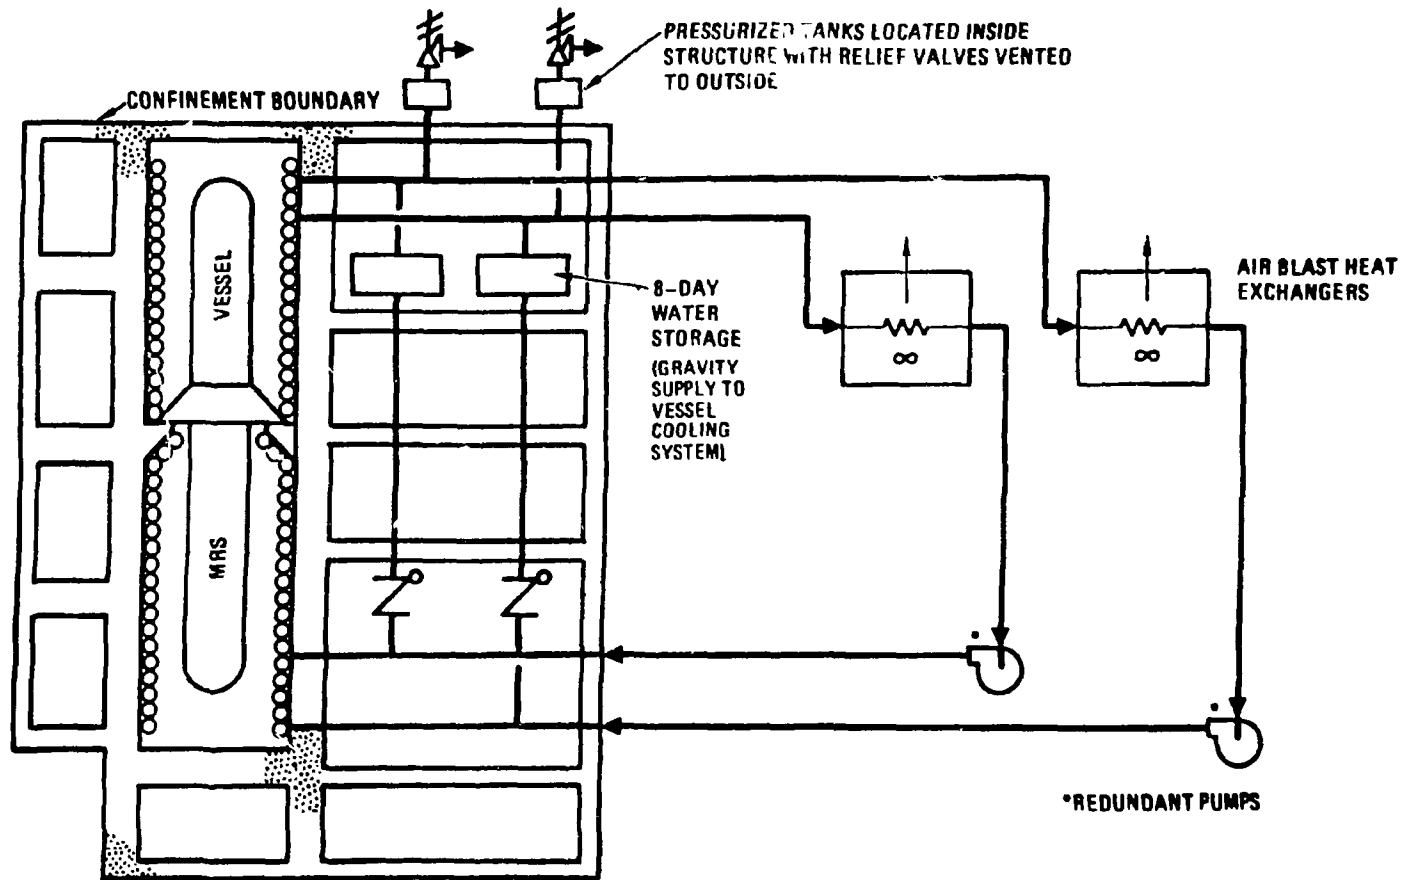 PRESSURIZED TANKS LOCATED INSIDE
STRUCTURE WITH RELIEF VALVES VENTED
TO OUTSIDE
CONFINEMENT BOUNDARY
VESSEL
MRS
8-DAY
WATER
STORAGE
(GRAVITY
SUPPLY TO
VESSEL
COOLING
SYSTEM)
AIR BLAST HEAT
EXCHANGERS
∞
∞
*
*
*REDUNDANT PUMPS